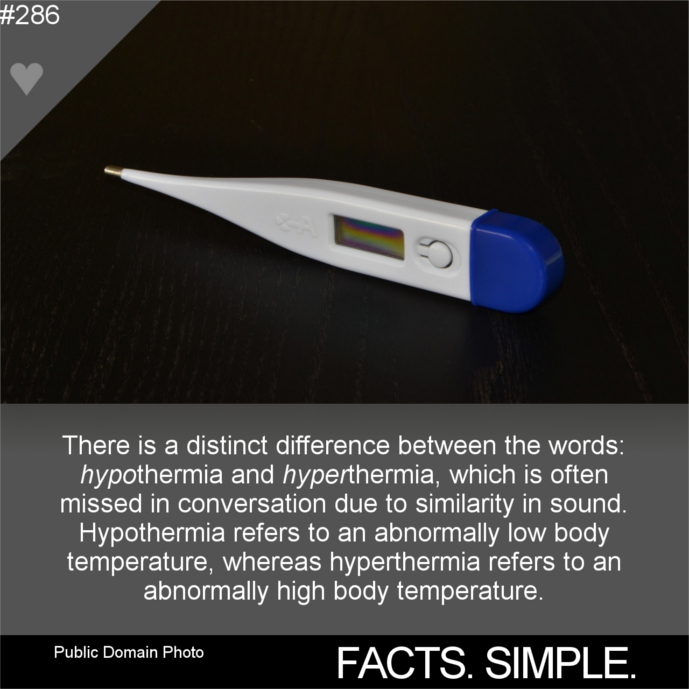 #286
There is a distinct difference between the words:
hypothermia and hyperthermia, which is often
missed in conversation due to similarity in sound.
Hypothermia refers to an abnormally low body
temperature, whereas hyperthermia refers to an
abnormally high body temperature.
Public Domain Photo
FACTS. SIMPLE.